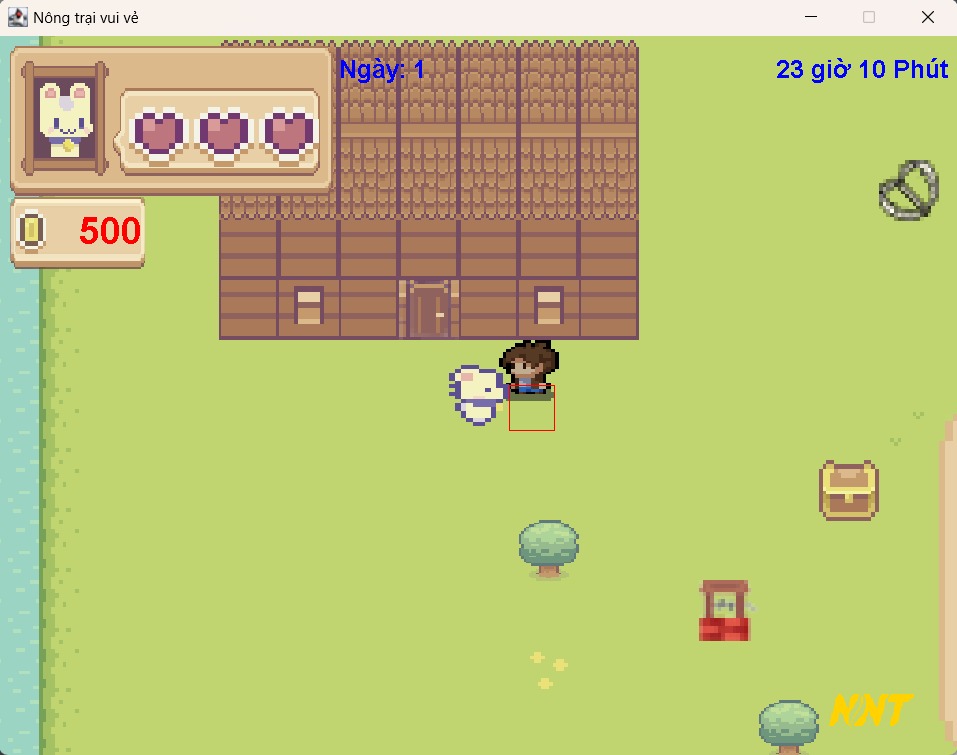 Nông trại vui vẻ
Ngày: 1
23 giờ 10 Phút
500
NNT